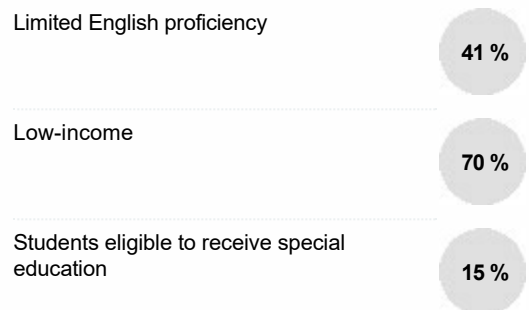 Limited English proficiency
41 %
Low-income
70 %
Students eligible to receive special
education
15 %